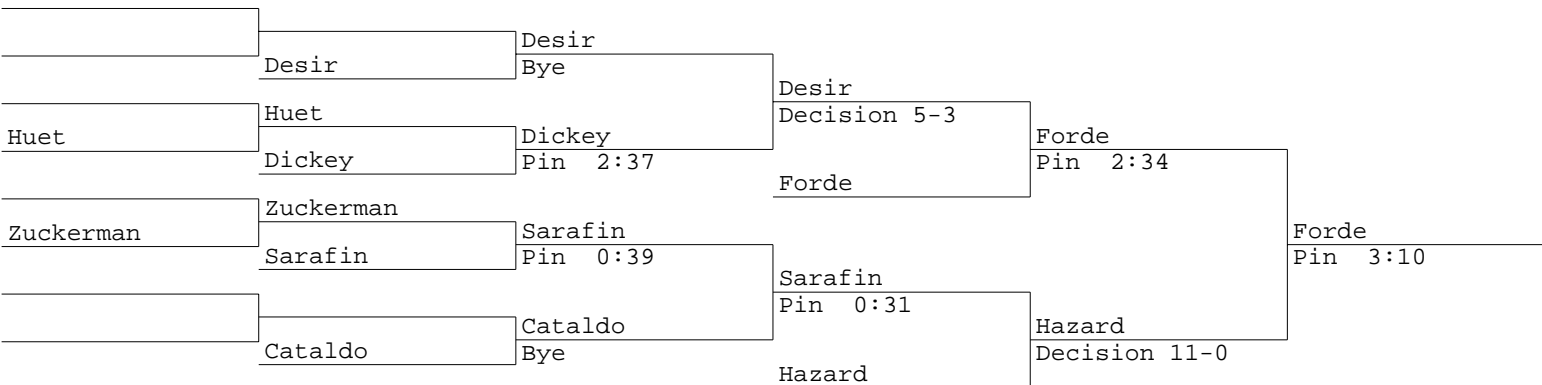 Desir
Desir
Bye
Desir
Decision 5-3
Huet
Huet
Dickey
Dickey
Pin 2:37
Forde
Forde
Pin 2:34
Zuckerman
Zuckerman
Sarafin
Sarafin
Pin 0:39
Forde
Pin 3:10
Sarafin
Pin 0:31
Cataldo
Cataldo
Bye
Hazard
Hazard
Decision 11-0